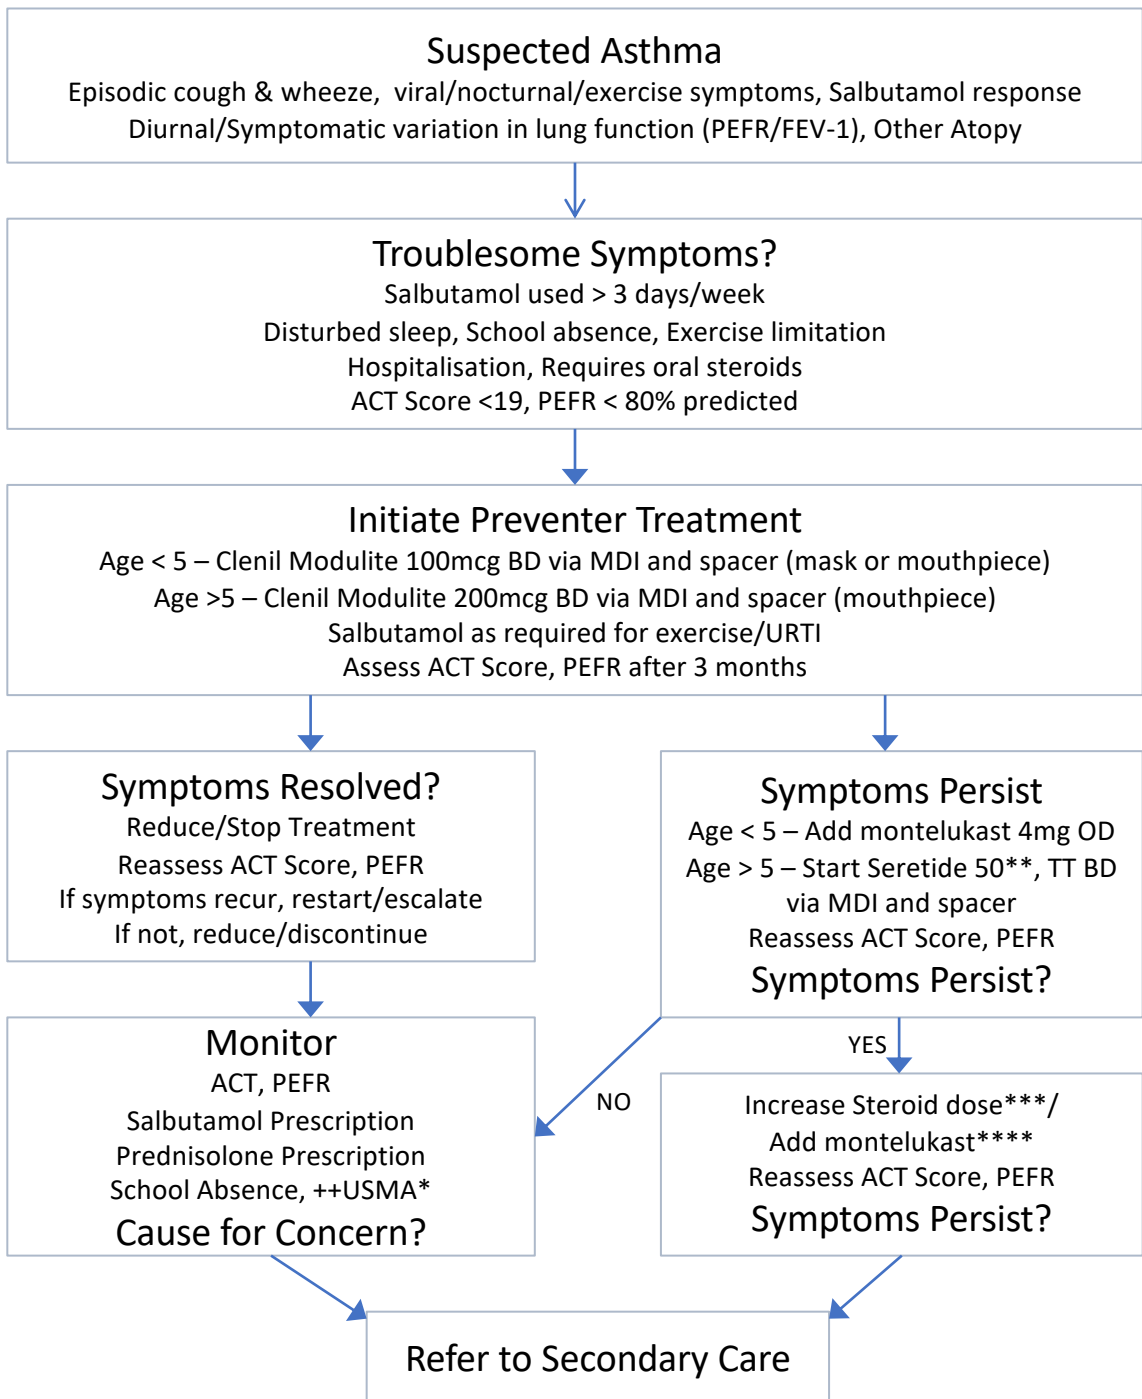 Suspected Asthma
Episodic cough & wheeze, viral/nocturnal/exercise symptoms, Salbutamol response
Diurnal/Symptomatic variation in lung function (PEFR/FEV-1), Other Atopy
Troublesome Symptoms?
Salbutamol used > 3 days/week
Disturbed sleep, School absence, Exercise limitation
Hospitalisation, Requires oral steroids
ACT Score <19, PEFR < 80% predicted
Initiate Preventer Treatment
Age < 5 – Clenil Modulite 100mcg BD via MDI and spacer (mask or mouthpiece)
Age >5 – Clenil Modulite 200mcg BD via MDI and spacer (mouthpiece)
Salbutamol as required for exercise/URTI
Assess ACT Score, PEFR after 3 months
Symptoms Resolved?
Reduce/Stop Treatment
Reassess ACT Score, PEFR
If symptoms recur, restart/escalate
If not, reduce/discontinue
Symptoms Persist
Age < 5 – Add montelukast 4mg OD
Age > 5 – Start Seretide 50**, TT BD
via MDI and spacer
Reassess ACT Score, PEFR
Symptoms Persist?
Monitor
ACT, PEFR
Salbutamol Prescription
Prednisolone Prescription
School Absence, ++USMA*
Cause for Concern?
NO
YES
Increase Steroid dose***/
Add montelukast****
Reassess ACT Score, PEFR
Symptoms Persist?
Refer to Secondary Care